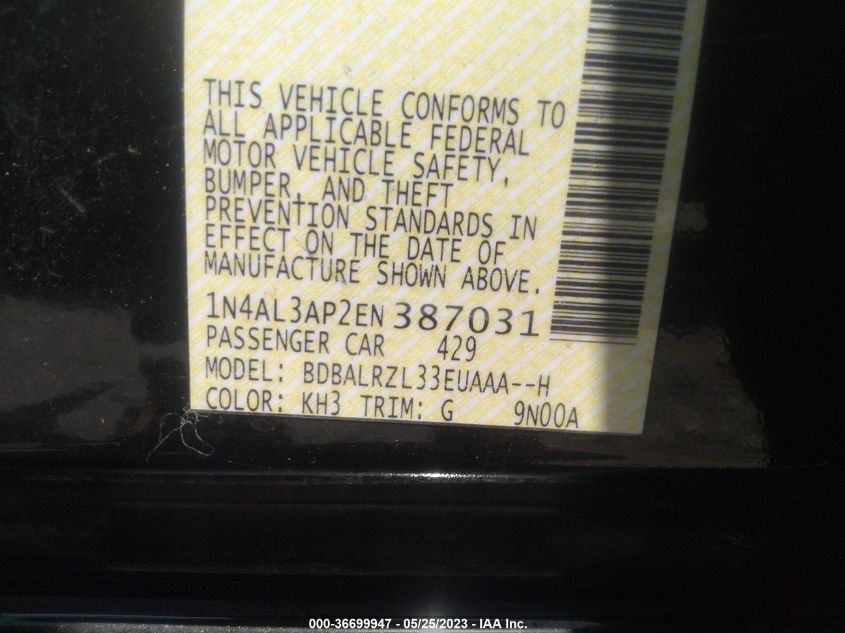 THIS VEHICLE CONFORMS TO
ALL APPLICABLE FEDERAL
MOTOR VEHICLE SAFETY,
BUMPER, AND THEFT
PREVENTION STANDARDS IN
EFFECT ON THE DATE OF
MANUFACTURE SHOWN ABOVE.
1N4AL3AP2EN 387031
PASSENGER CAR 429
MODEL: BDBALRZL33EUAAA--H
COLOR: KH3 TRIM: G 9N00A
000-36699947 - 05/25/2023 - IAA Inc.